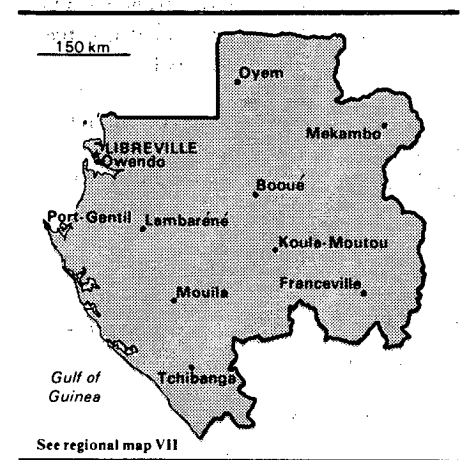 150 km
Oyem
Mekambo
LIBREVILLE
Owendo
Booué
Port-Gentil
Lambaréné
Koula-Moutou
Franceville
Mouila
Tchibanga
Gulf of
Guinea
See regional map VII